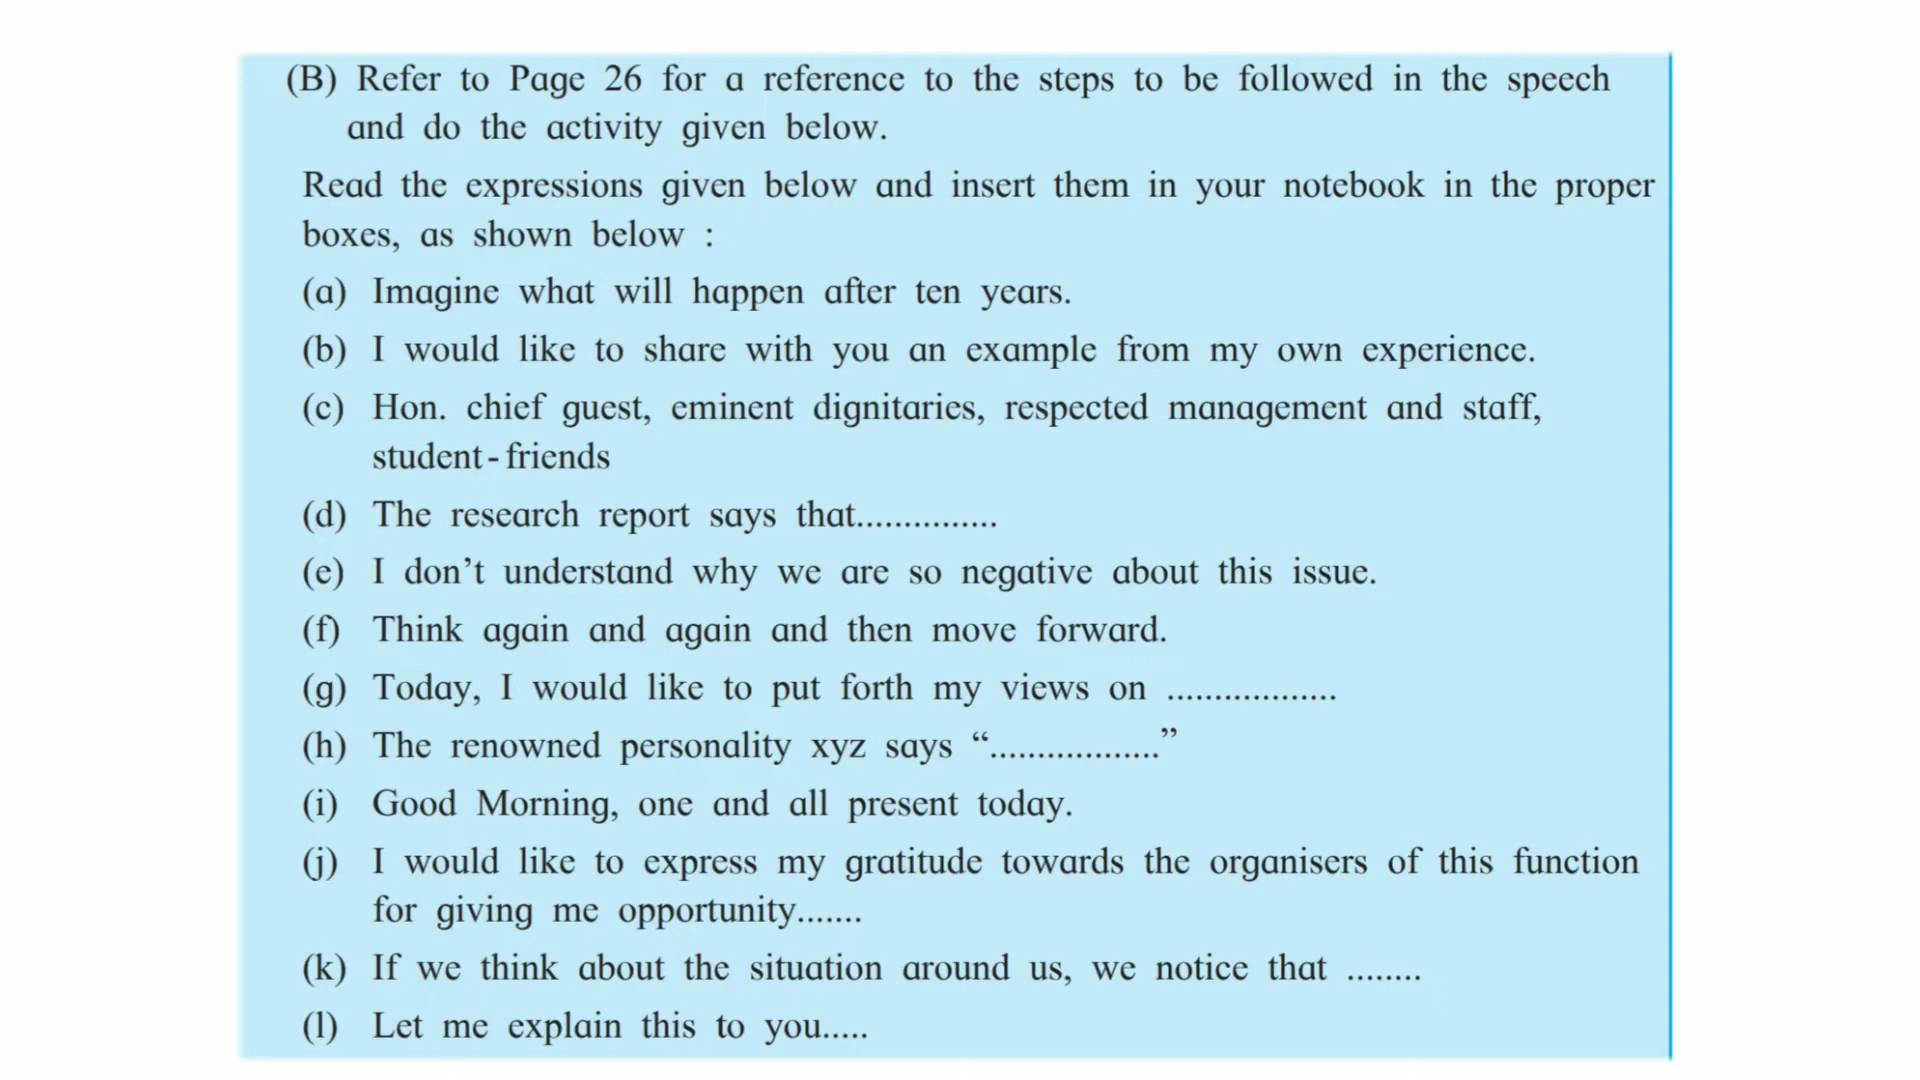 (B) Refer to Page 26 for a reference to the steps to be followed in the speech
and do the activity given below.
Read the expressions given below and insert them in your notebook in the proper
boxes, as shown below :
(a) Imagine what will happen after ten years.
(b) I would like to share with you an example from my own experience.
(c) Hon. chief guest, eminent dignitaries, respected management and staff,
student-friends
(d) The research report says that...............
(e) I don’t understand why we are so negative about this issue.
(f) Think again and again and then move forward.
(g) Today, I would like to put forth my views on ..................
(h) The renowned personality xyz says “..................”
(i) Good Morning, one and all present today.
(j) I would like to express my gratitude towards the organisers of this function
for giving me opportunity.......
(k) If we think about the situation around us, we notice that ........
(l) Let me explain this to you.....